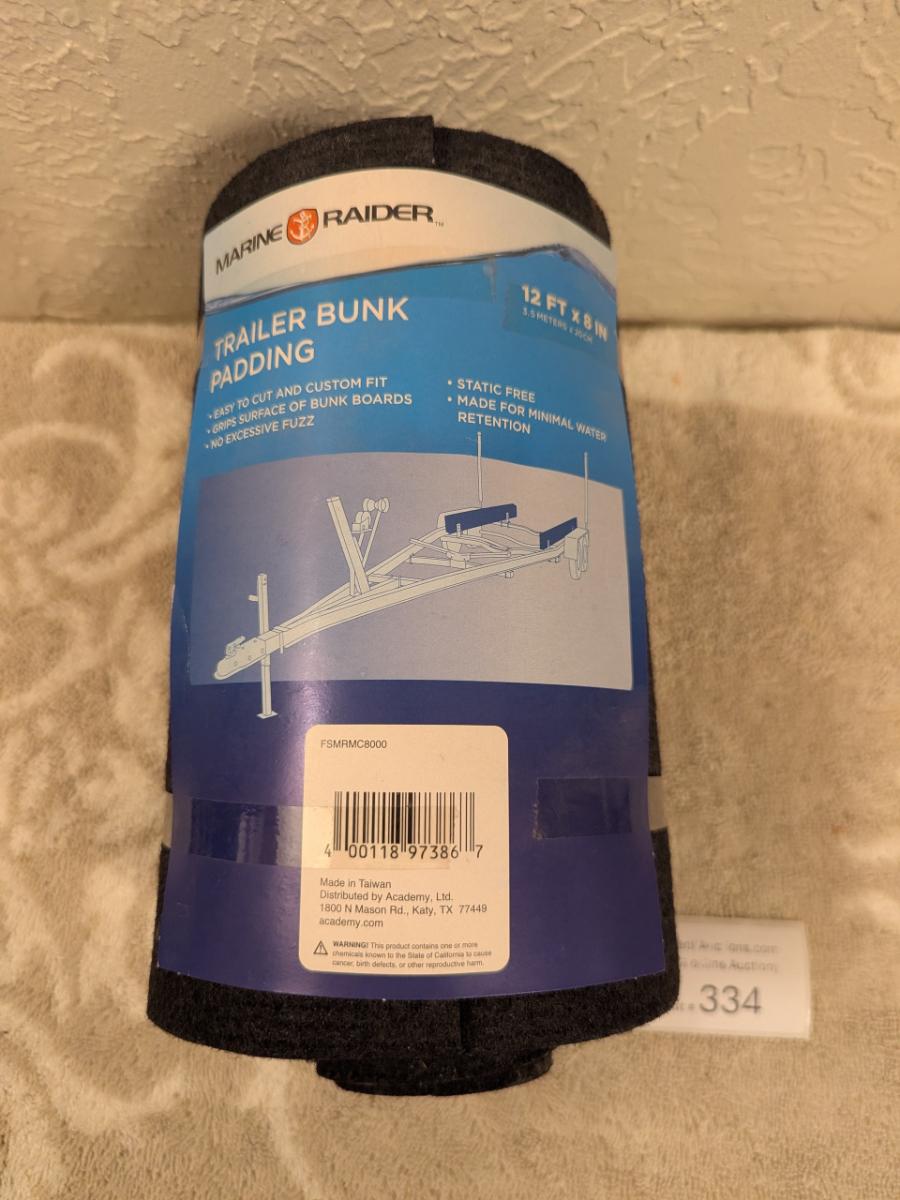 MARINE RAIDER™
TRAILER BUNK
PADDING
12 FT x 8 IN
3.5 METERS x 20CM
• EASY TO CUT AND CUSTOM FIT
• GRIPS SURFACE OF BUNK BOARDS
• NO EXCESSIVE FUZZ
• STATIC FREE
• MADE FOR MINIMAL WATER
RETENTION
FSMRMC8000
4 00118 97386 7
Made in Taiwan
Distributed by Academy, Ltd.
1800 N Mason Rd., Katy, TX 77449
academy.com
WARNING! This product contains one or more
chemicals known to the State of California to cause
cancer, birth defects, or other reproductive harm.
334